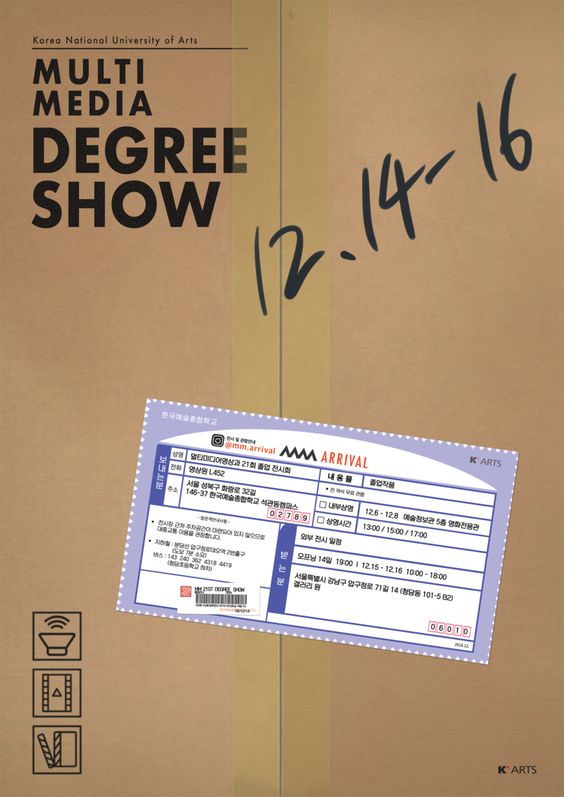 Korea National University of Arts
MULTI
MEDIA
DEGREE
SHOW
12.14-16
한국예술종합학교
전시 및 관람안내
@mm.arrival
ARRIVAL
K ARTS
보내는분
성명
멀티미디어영상과 21회 졸업 전시회
전화
영상원 L452
주소
서울 성북구 화랑로 32길
146-37 한국예술종합학교 석관동캠퍼스
02789
내 용 물
졸업작품
• 전 객석 무료 관람
내부상영
12.6 - 12.8 예술정보관 5층 영화전용관
상영시간
13:00 / 15:00 / 17:00
• 전시장 근처 주차공간이 마련되어 있지 않으므로
대중교통 이용을 권장합니다.
• 지하철 : 분당선 압구정로데오역 2번출구
(도보 7분 소요)
버스 : 143 240 362 4318 4419
(청담초등학교 하차)
MM 21ST DEGREE SHOW
받는분
외부 전시 일정
오프닝 14일 19:00 | 12.15 - 12.16 10:00 - 18:00
서울특별시 강남구 압구정로 71길 14 (청담동 101-5 B2)
갤러리 원
06010
2018.12.
K ARTS